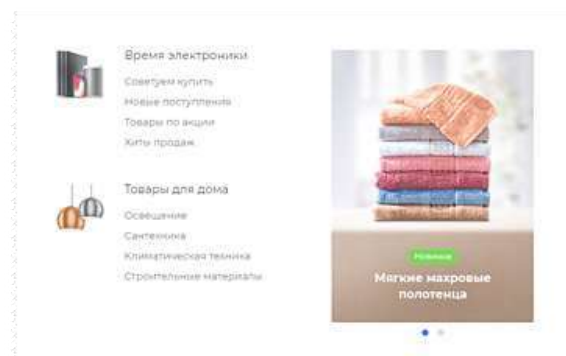 Время электроники
Советуем купить
Новые поступления
Товары по акции
Хиты продаж
Товары для дома
Освещение
Сантехника
Климатическая техника
Строительные материалы
Новинка
Мягкие махровые
полотенца